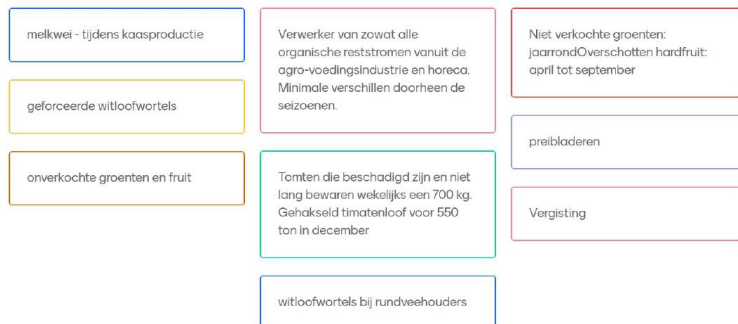 melkwei - tijdens kaasproductie
geforceerde witloofwortels
onverkochte groenten en fruit
Verwerker van zowat alle
organische reststromen vanuit de
agro-voedingsindustrie en horeca.
Minimale verschillen doorheen de
seizoenen.
Tomten die beschadigd zijn en niet
lang bewaren wekelijks een 700 kg.
Gehakseld timatenloof voor 550
ton in december
witloofwortels bij rundveehouders
Niet verkochte groenten:
jaarrondOverschotten hardfruit:
april tot september
preibladeren
Vergisting